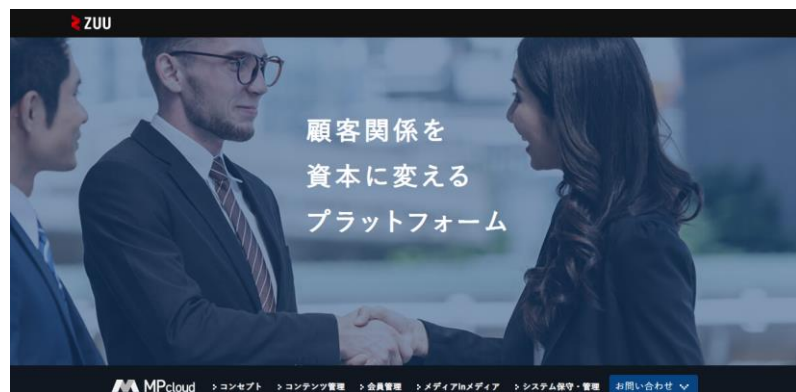 ZUU
顧客関係を
資本に変える
プラットフォーム
MPcloud > コンセプト > コンテンツ管理 > 会員管理 > メディアinメディア > システム保守・管理 お問い合わせ